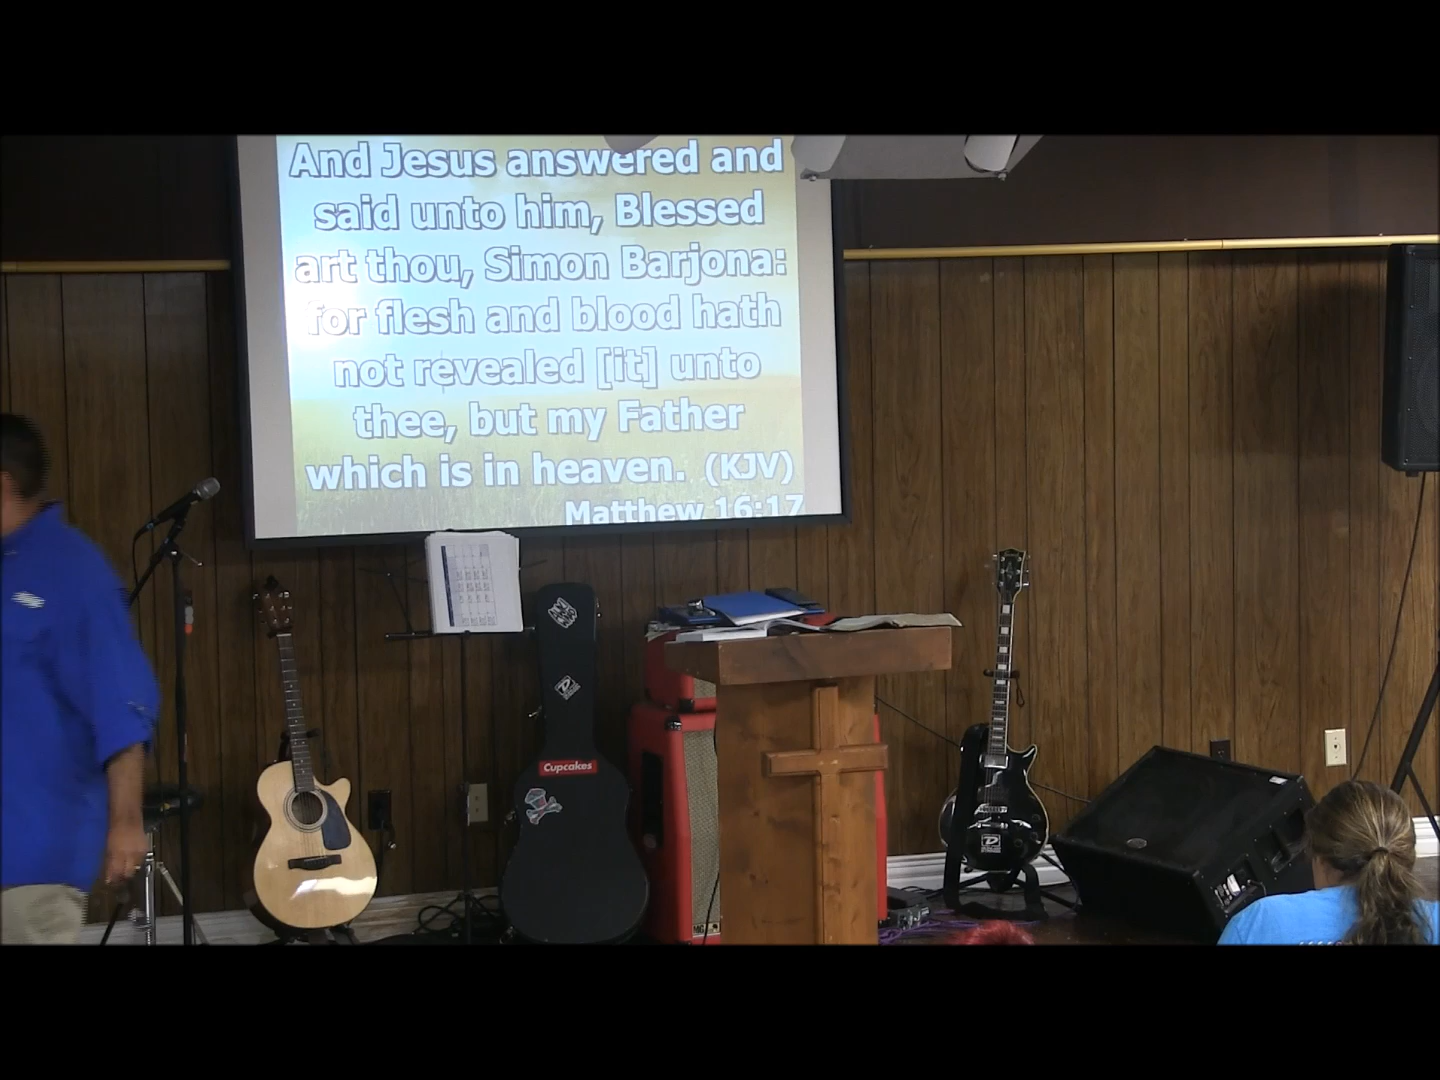 And Jesus answered and
said unto him, Blessed
art thou, Simon Barjona:
for flesh and blood hath
not revealed [it] unto
thee, but my Father
which is in heaven. (KJV)
Matthew 16:17
Cupcakes